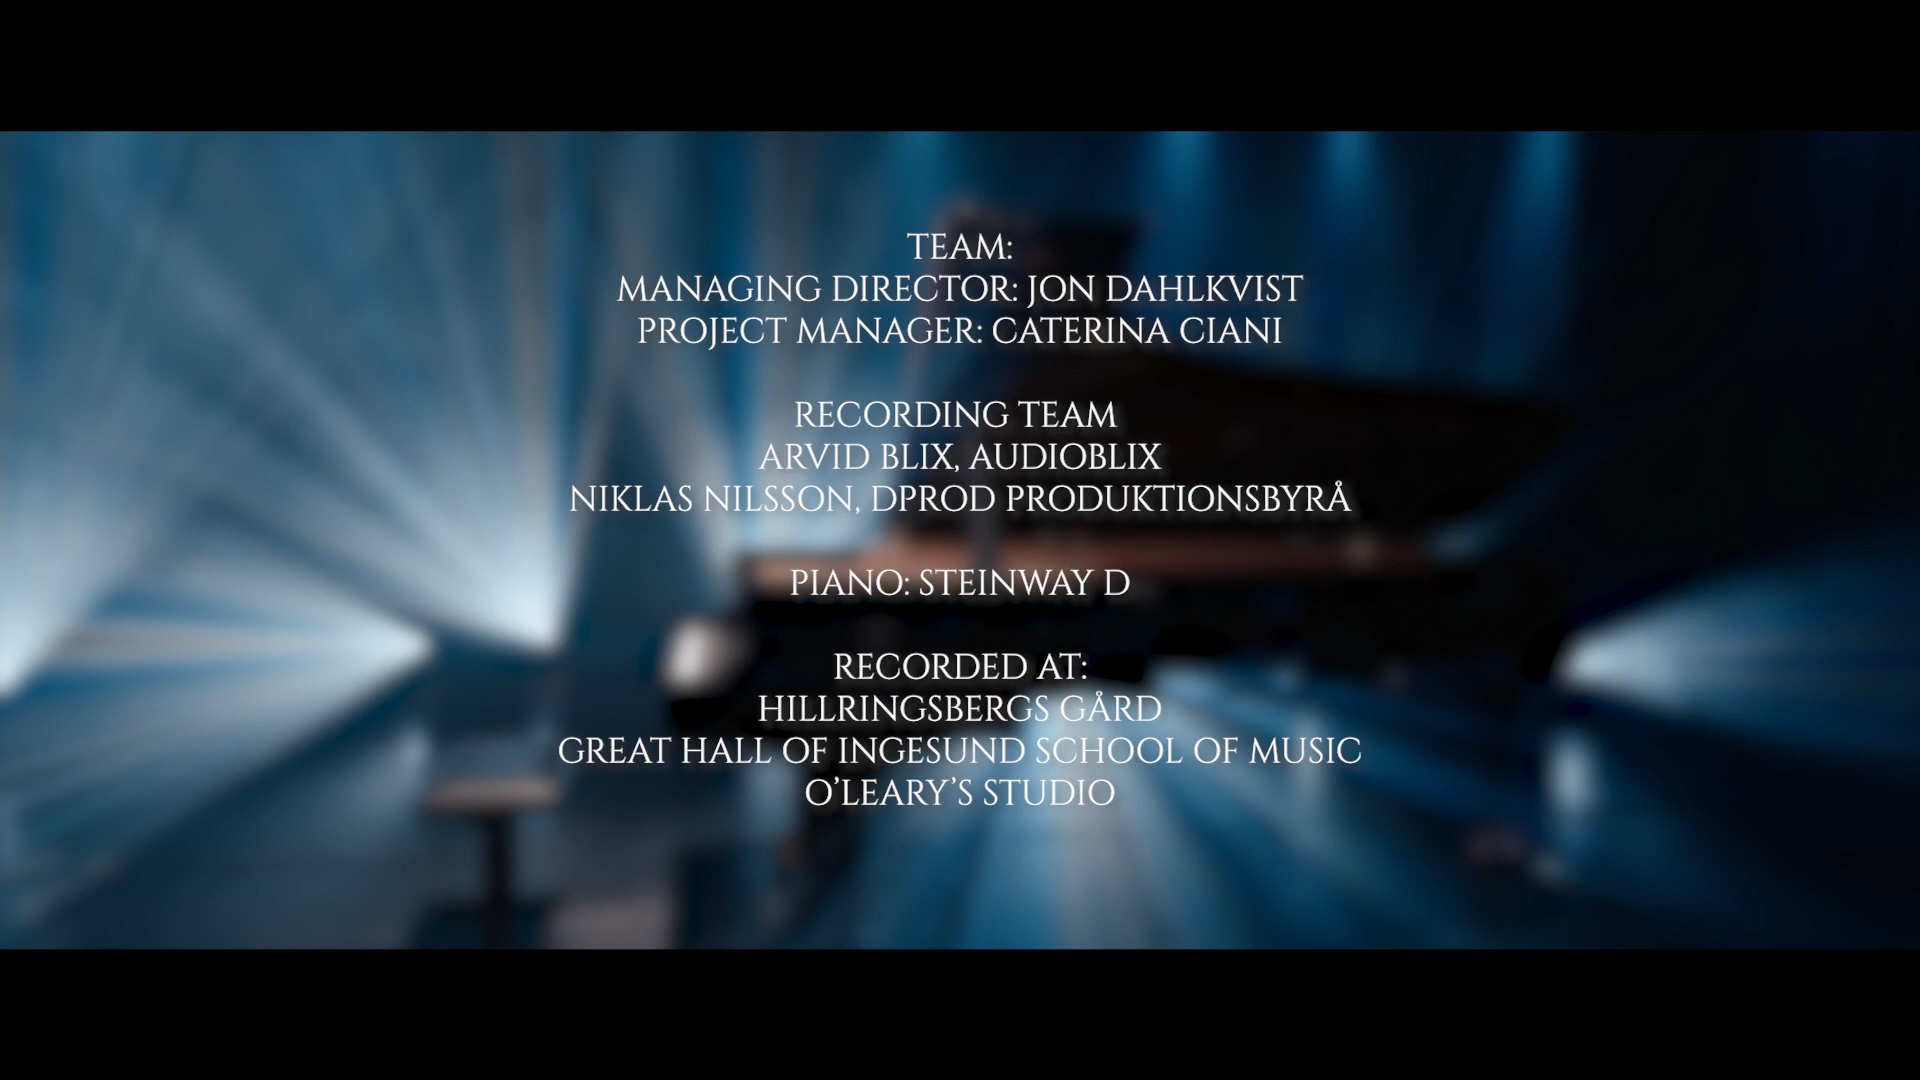 TEAM:
MANAGING DIRECTOR: JON DAHLKVIST
PROJECT MANAGER: CATERINA CIANI
RECORDING TEAM
ARVID BLIX, AUDIOBLIX
NIKLAS NILSSON, DPROD PRODUKTIONSBYRÅ
PIANO: STEINWAY D
RECORDED AT:
HILLRINGSBERGS GÅRD
GREAT HALL OF INGESUND SCHOOL OF MUSIC
O’LEARY’S STUDIO